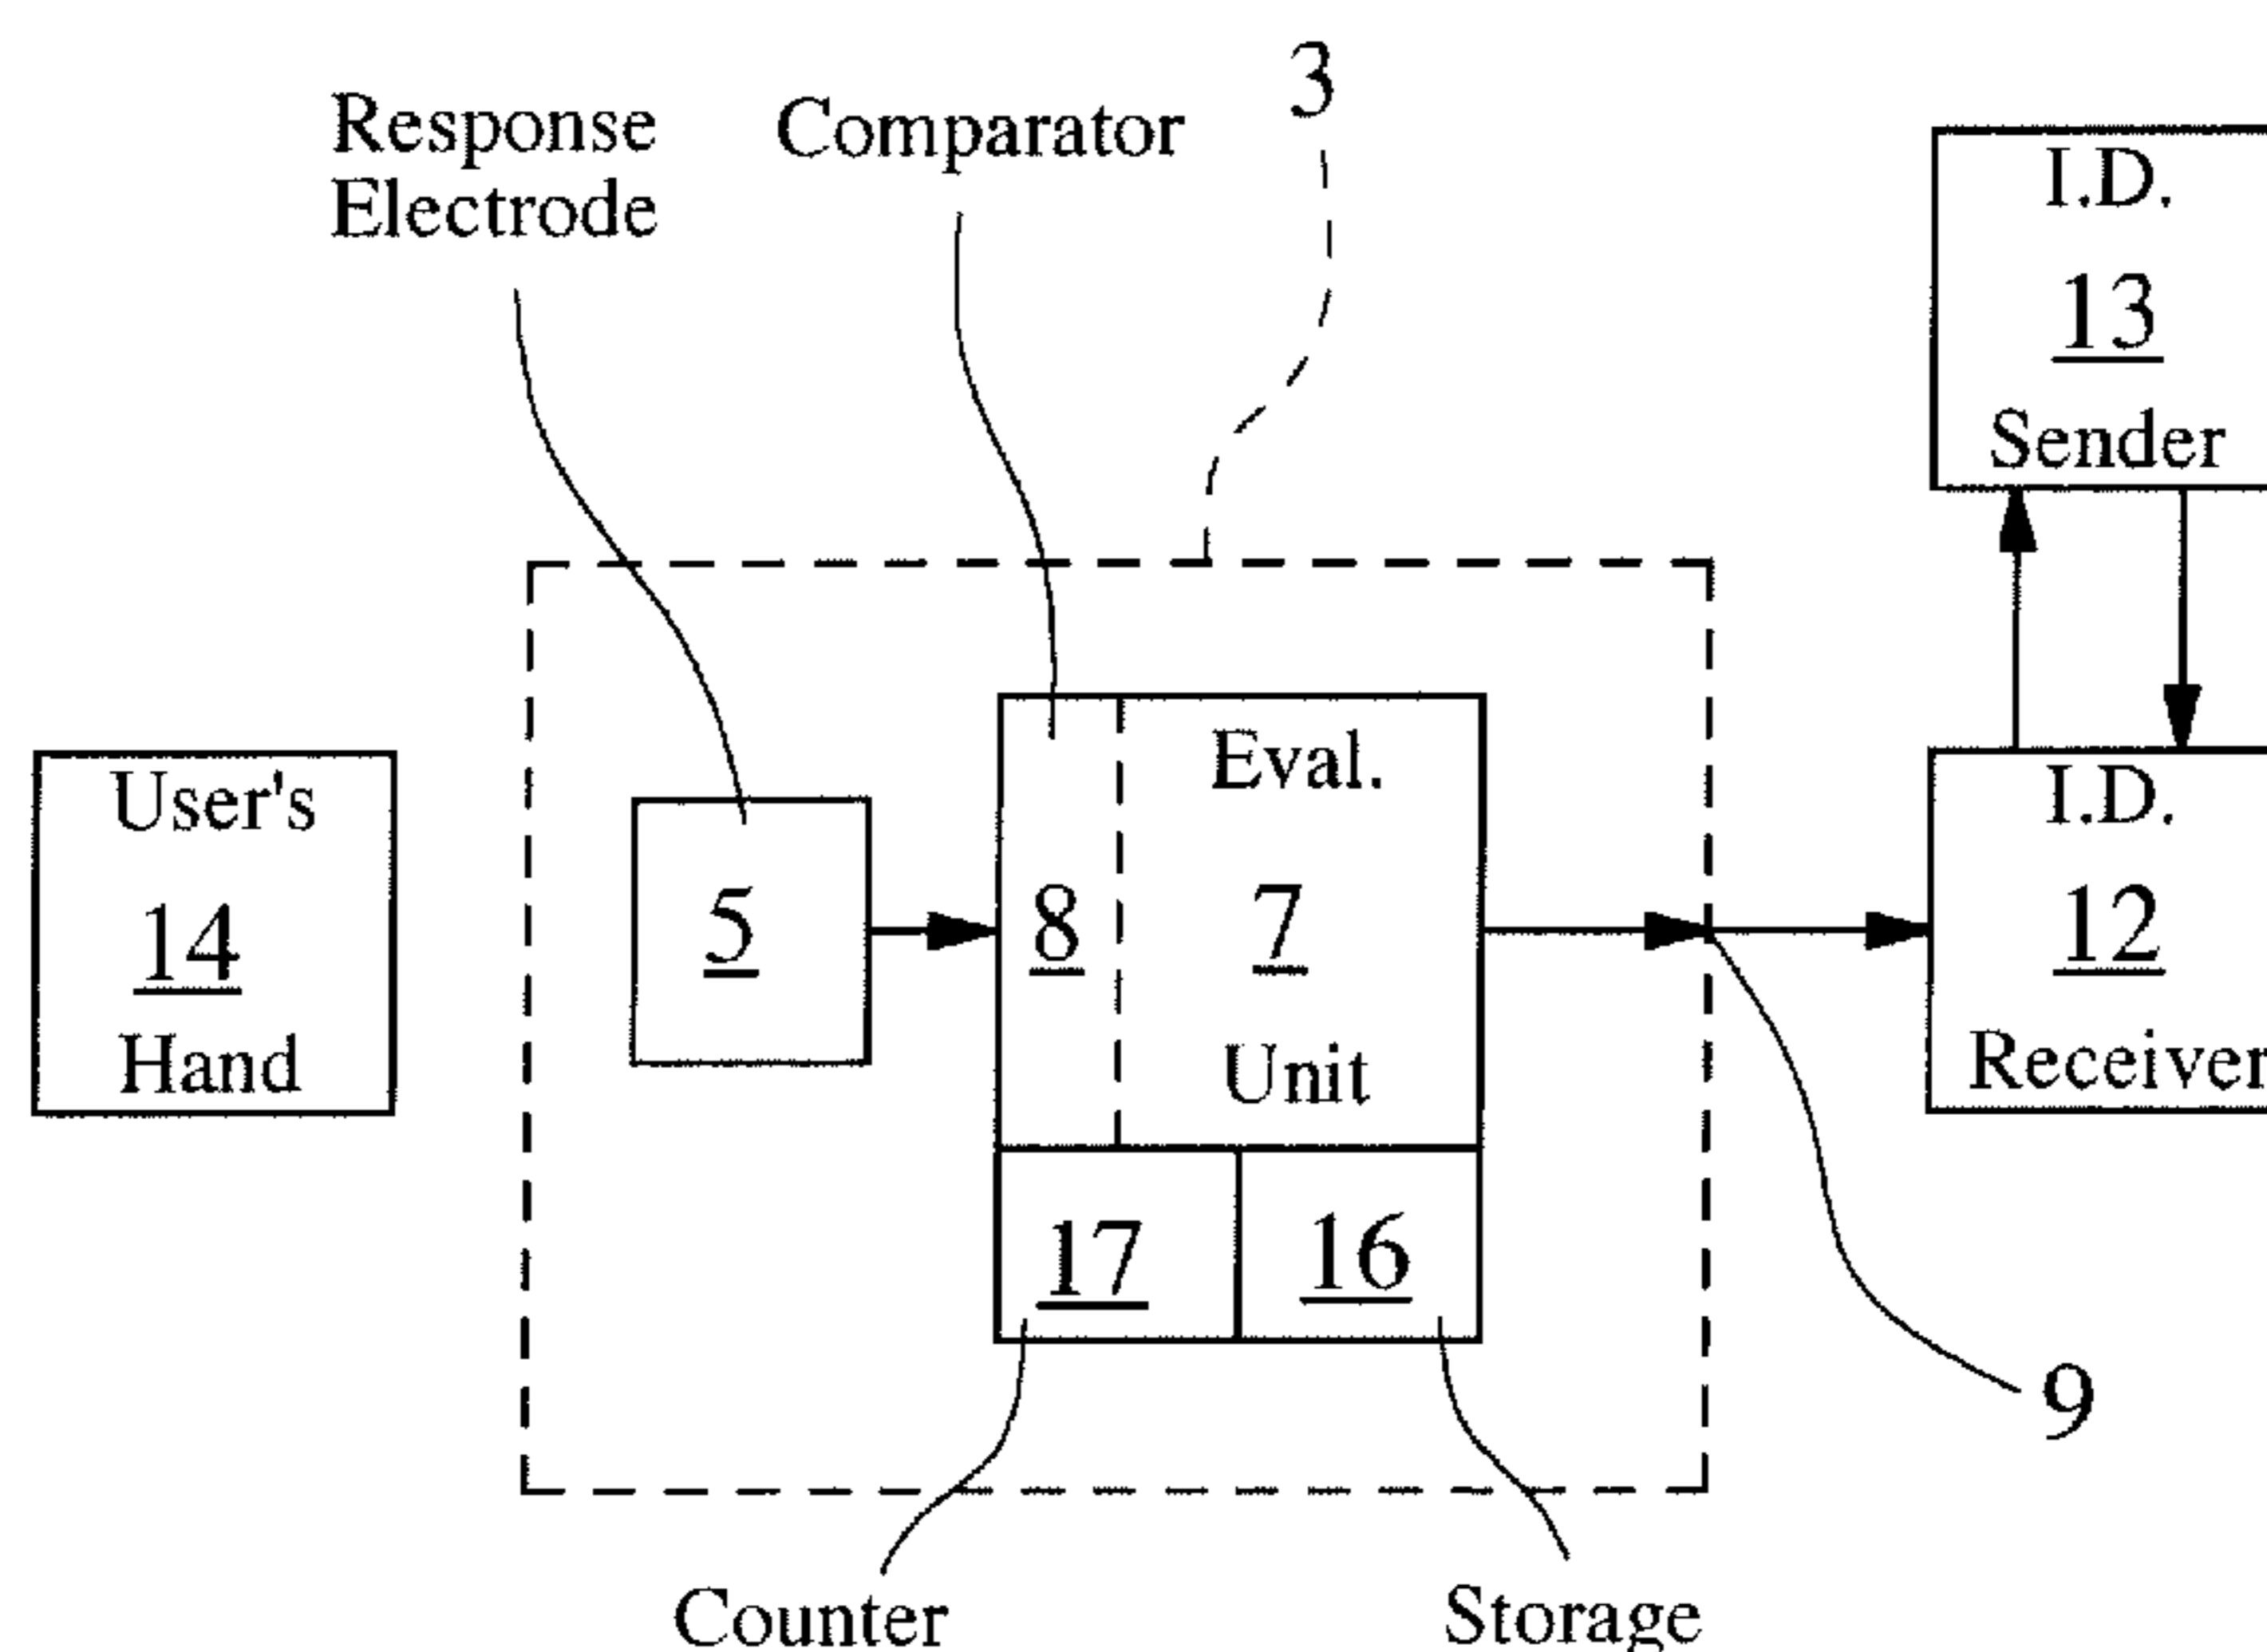 3
Response
Electrode
Comparator
I.D.
13
Sender
User's
14
Hand
5
8
Eval.
7
Unit
I.D.
12
Receiver
17
16
9
Counter
Storage